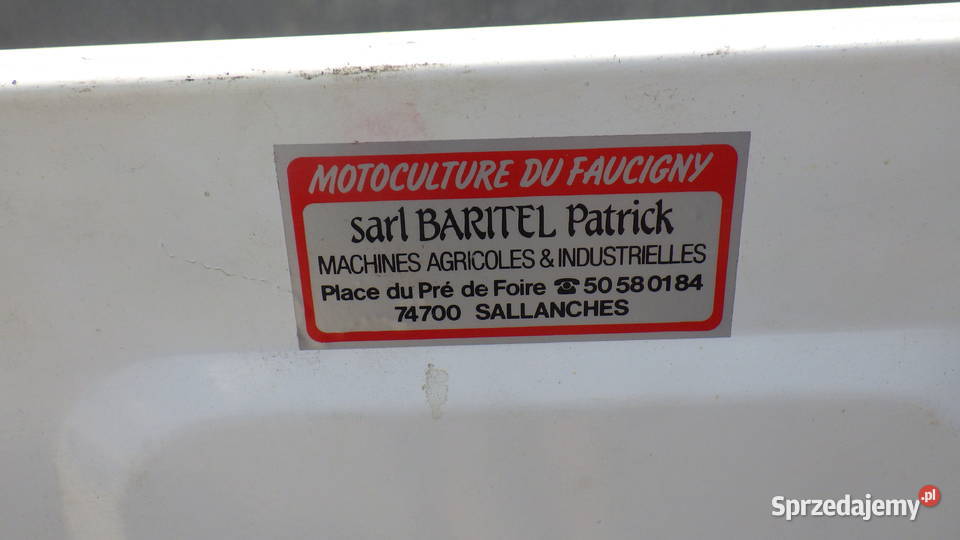 MOTOCULTURE DU FAUCIGNY
sarl BARITEL Patrick
MACHINES AGRICOLES & INDUSTRIELLES
Place du Pré de Foire ☎ 50 58 01 84
74700 SALLANCHES
Sprzedajemy.pl